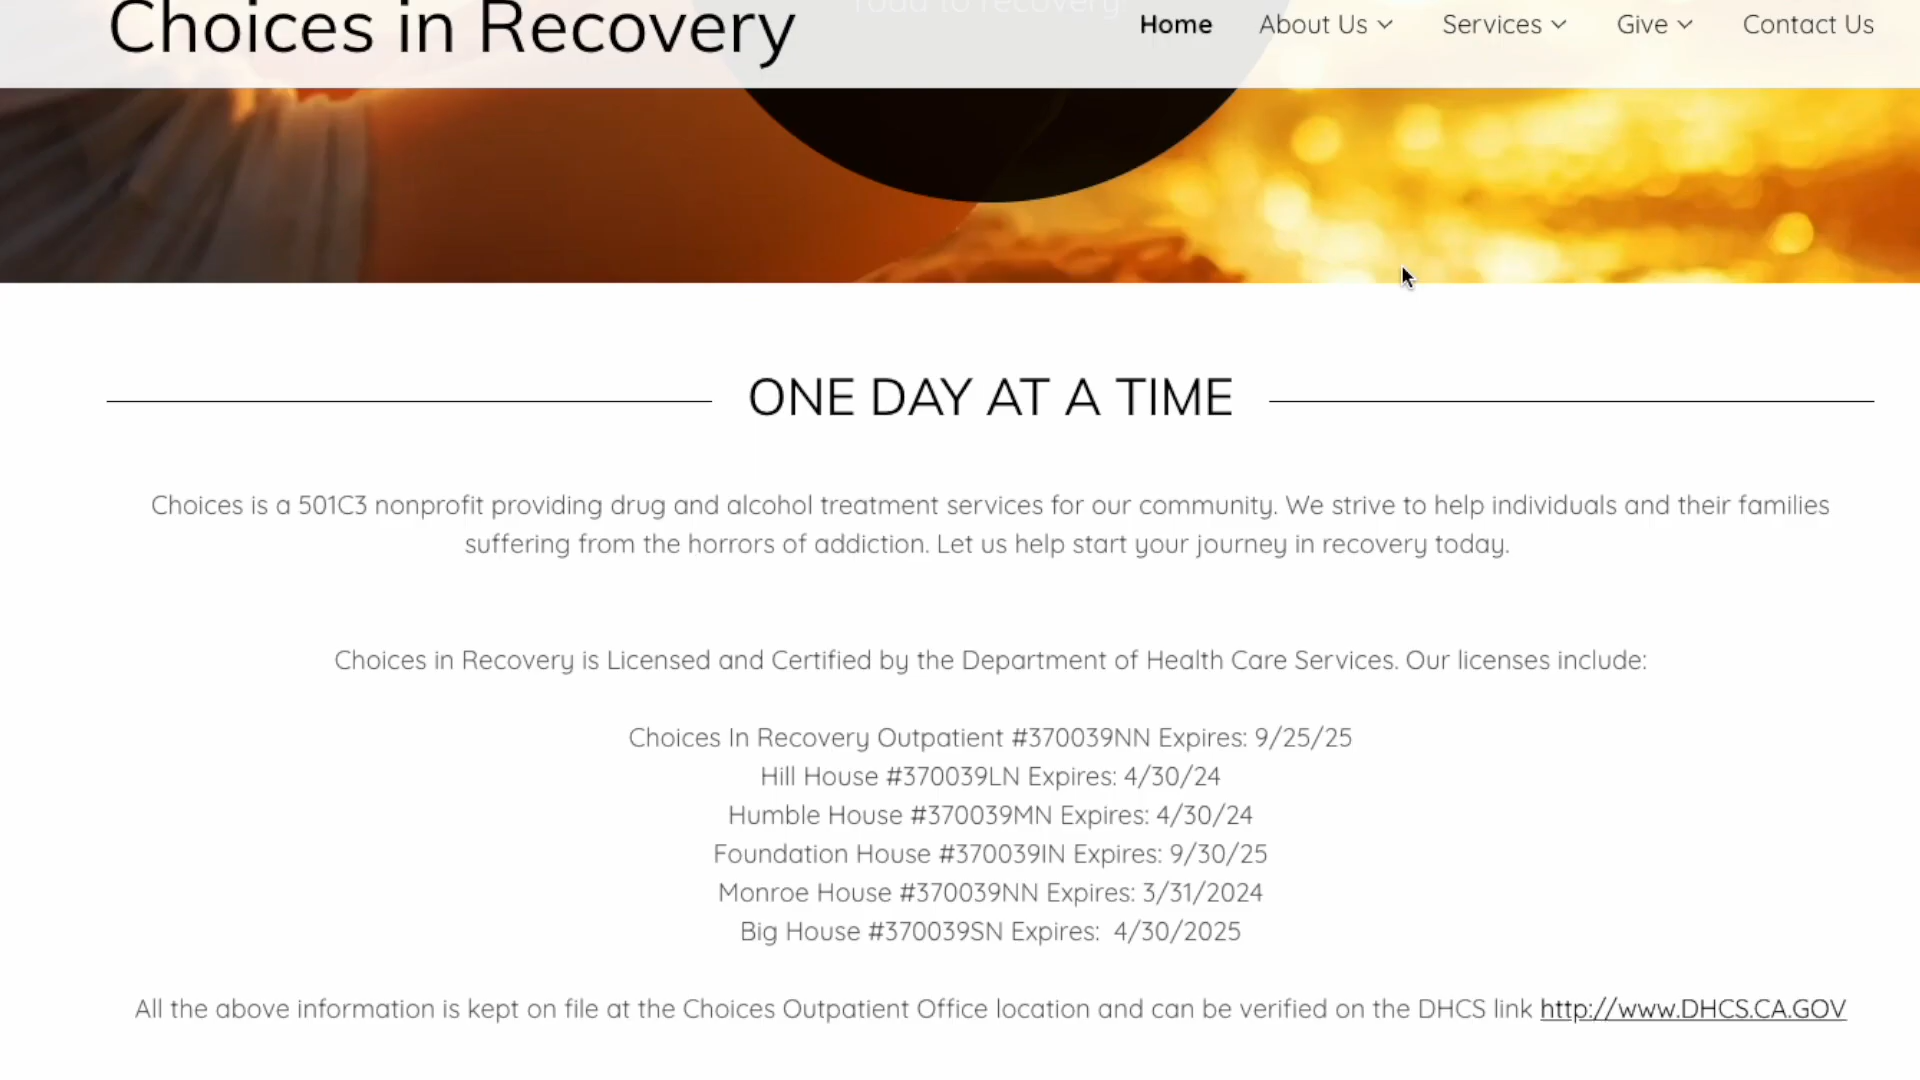 road to recovery!
Choices in Recovery
Home About Us Services Give Contact Us
ONE DAY AT A TIME
Choices is a 501C3 nonprofit providing drug and alcohol treatment services for our community. We strive to help individuals and their families
suffering from the horrors of addiction. Let us help start your journey in recovery today.
Choices in Recovery is Licensed and Certified by the Department of Health Care Services. Our licenses include:
Choices In Recovery Outpatient #370039NN Expires: 9/25/25
Hill House #370039LN Expires: 4/30/24
Humble House #370039MN Expires: 4/30/24
Foundation House #370039IN Expires: 9/30/25
Monroe House #370039NN Expires: 3/31/2024
Big House #370039SN Expires: 4/30/2025
All the above information is kept on file at the Choices Outpatient Office location and can be verified on the DHCS link http://www.DHCS.CA.GOV